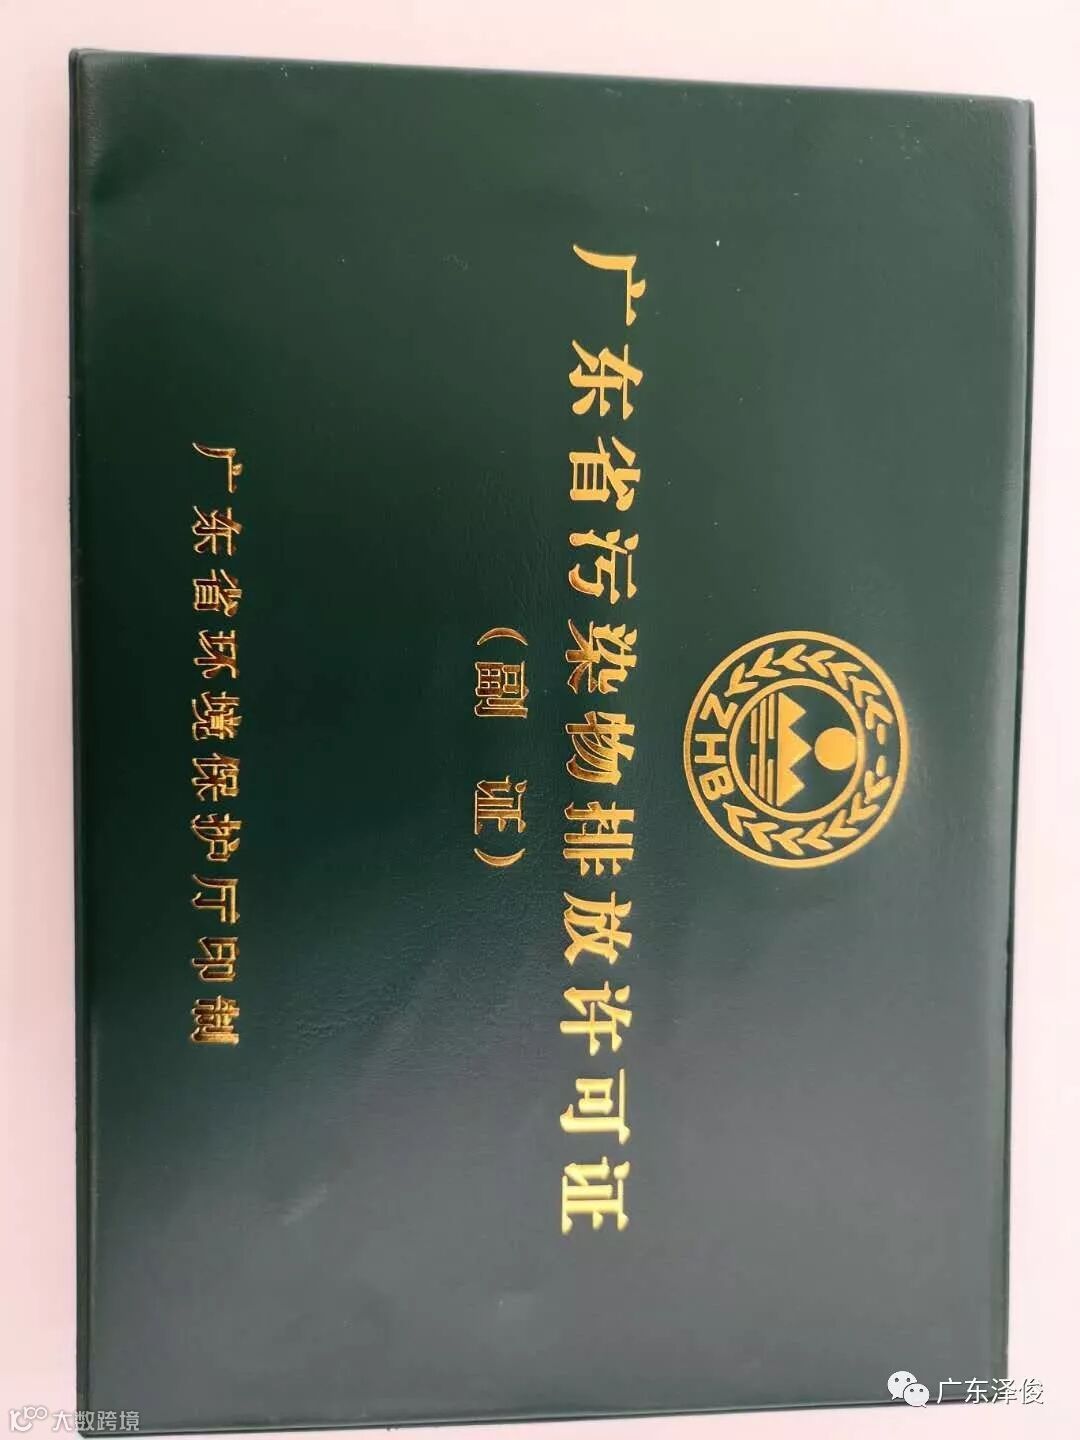 ZHB
广东省污染物排放许可证
（副 证）
广东省环境保护厅印制
广东泽俊
大数跨境